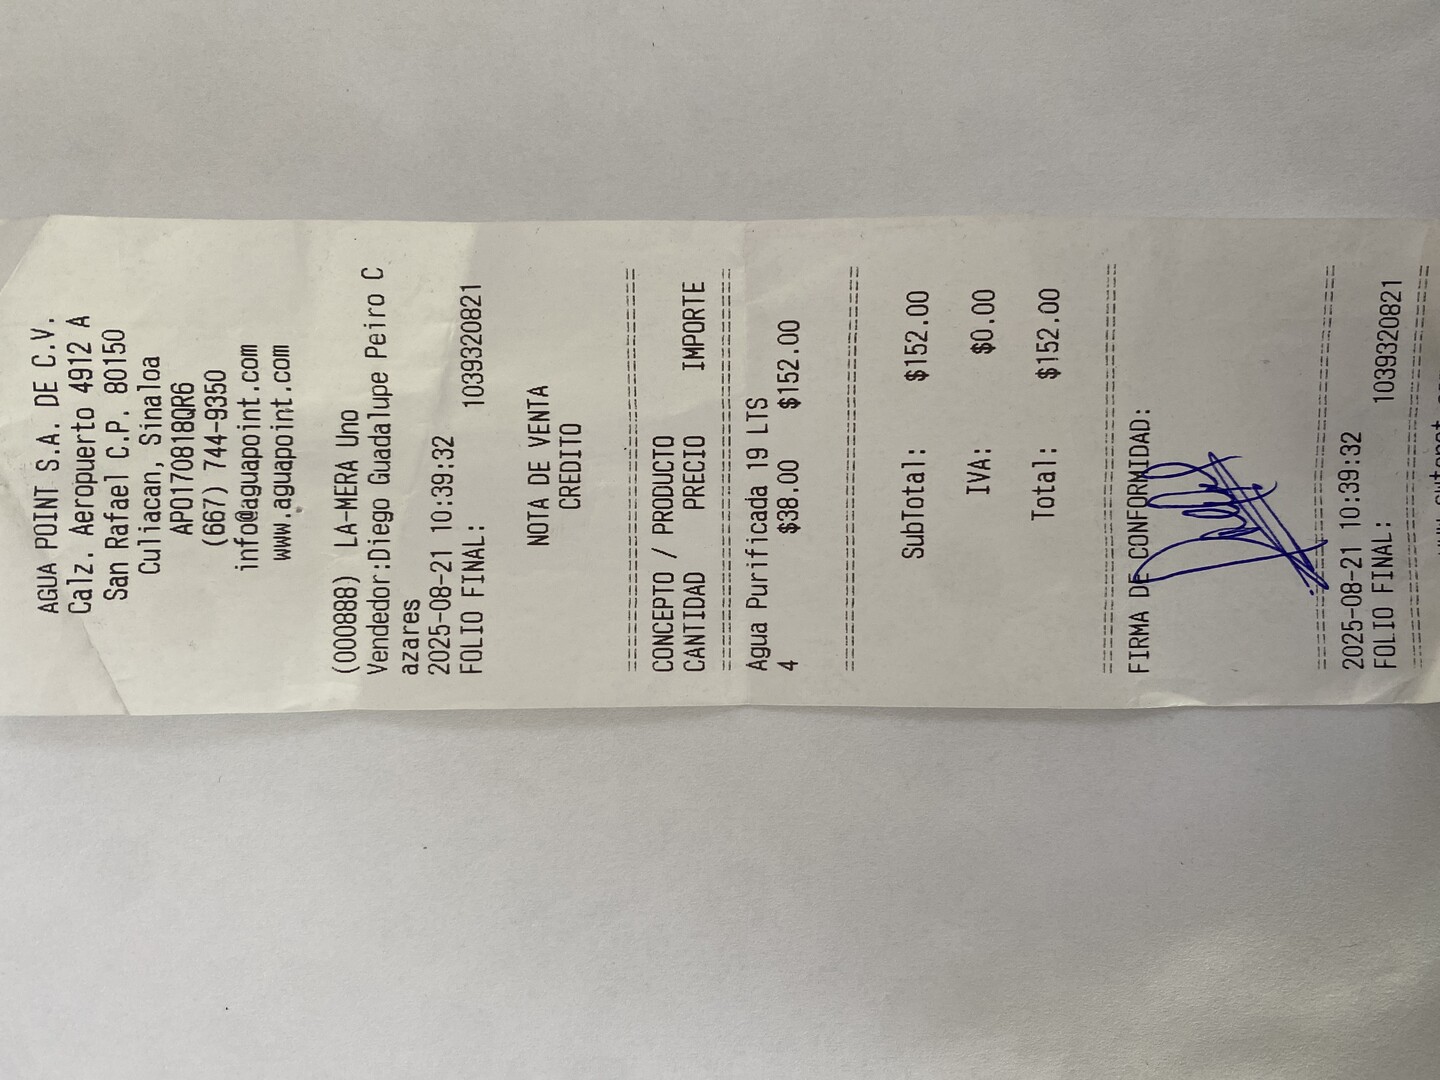 AGUA POINT S.A. DE C.V.
Calz. Aeropuerto 4912 A
San Rafael C.P. 80150
Culiacan, Sinaloa
APO170818QR6
(667) 744-9350
info@aguapoint.com
www.aguapoint.com
(000888) LA-MERA Uno
Vendedor:Diego Guadalupe Peiro C
azares
2025-08-21 10:39:32
FOLIO FINAL: 1039320821
NOTA DE VENTA
CREDITO
CONCEPTO / PRODUCTO
CANTIDAD PRECIO IMPORTE
Agua Purificada 19 LTS
4 $38.00 $152.00
SubTotal: $152.00
IVA: $0.00
Total: $152.00
FIRMA DE CONFORMIDAD:
2025-08-21 10:39:32
FOLIO FINAL: 1039320821